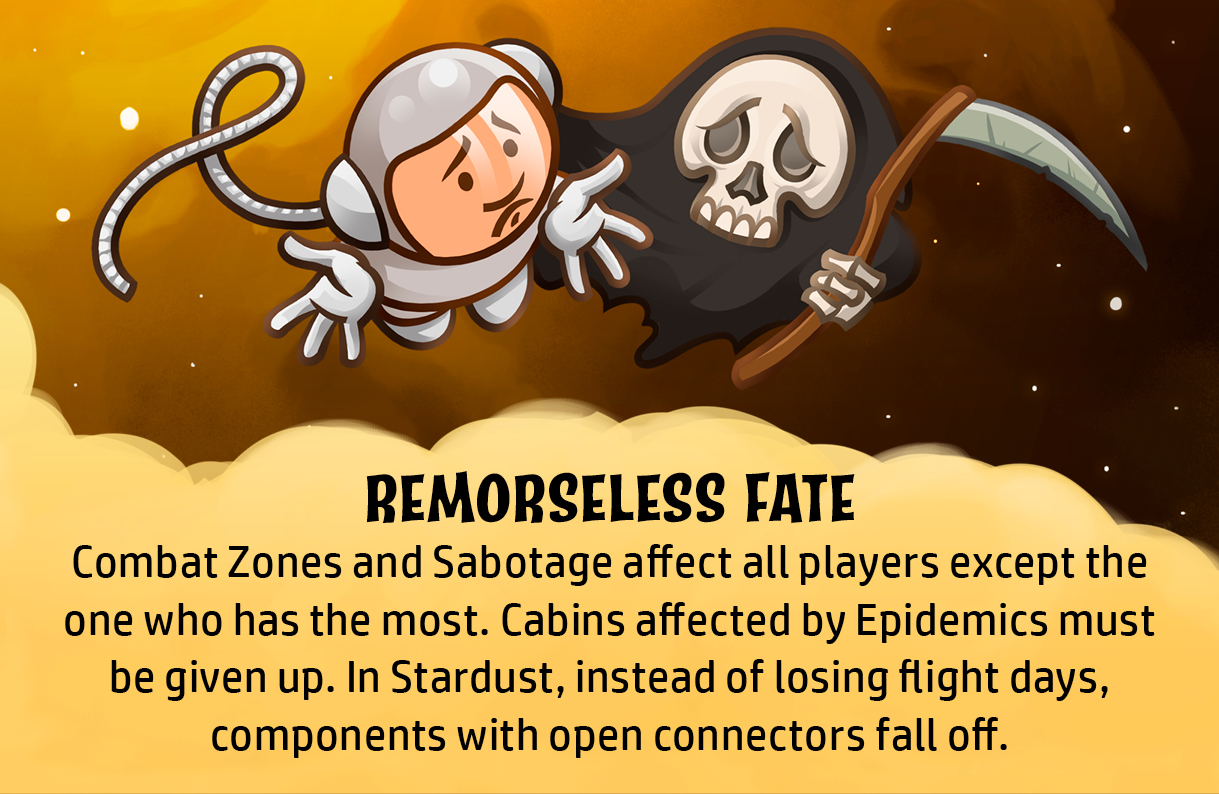 REMORSELESS FATE
Combat Zones and Sabotage affect all players except the
one who has the most. Cabins affected by Epidemics must
be given up. In Stardust, instead of losing flight days,
components with open connectors fall off.